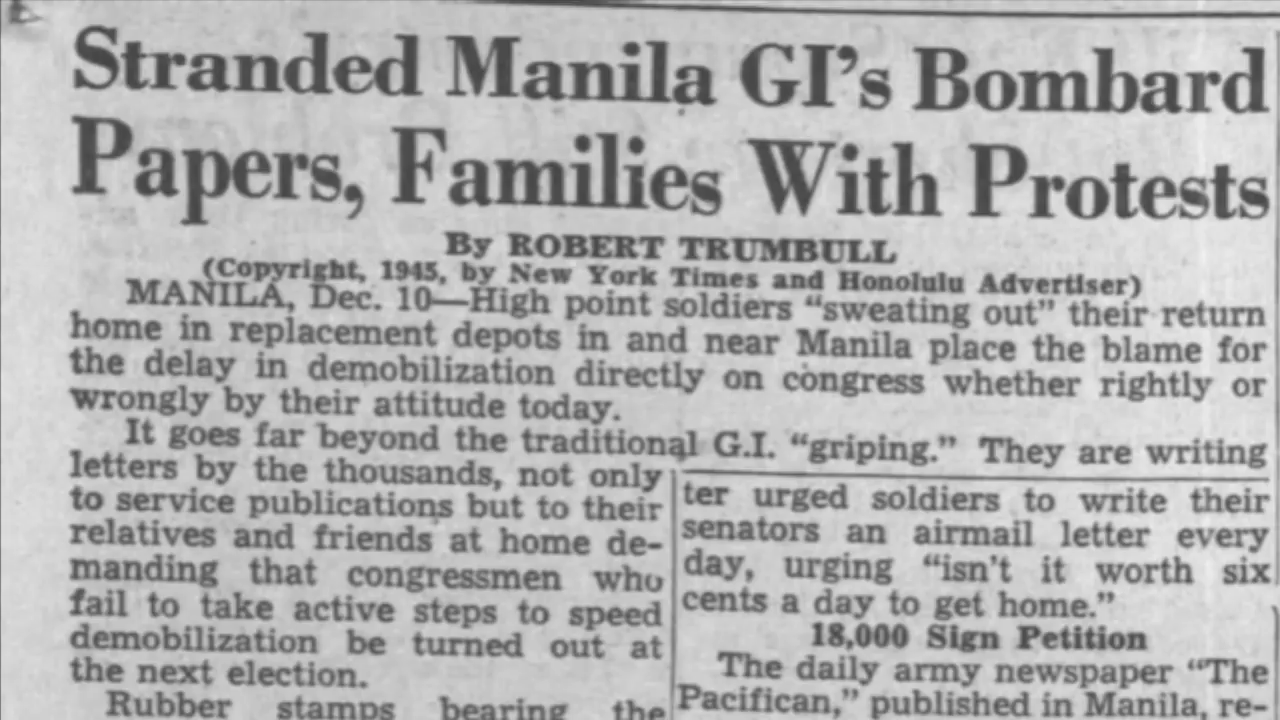 Stranded Manila GI's Bombard
Papers, Families With Protests
By ROBERT TRUMBULL
(Copyright, 1945, by New York Times and Honolulu Advertiser)
MANILA, Dec. 10—High point soldiers "sweating out" their return
home in replacement depots in and near Manila place the blame for
the delay in demobilization directly on congress whether rightly or
wrongly by their attitude today.
It goes far beyond the traditional G.I. "griping." They are writing
letters by the thousands, not only
to service publications but to their
relatives and friends at home de-
manding that congressmen who
fail to take active steps to speed
demobilization be turned out at
the next election.
Rubber stamps bearing the
ter urged soldiers to write their
senators an airmail letter every
day, urging "isn't it worth six
cents a day to get home."
18,000 Sign Petition
The daily army newspaper "The
Pacifican," published in Manila, re-